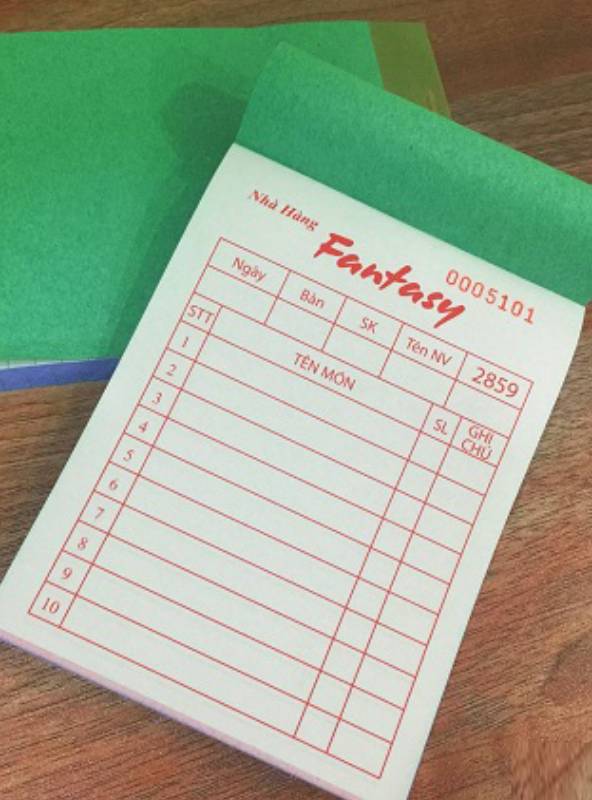 Nhà Hàng
Fantasy
0005101
Ngày Bàn SK Tên NV 2859
STT TÊN MÓN SL GHI CHÚ
1
2
3
4
5
6
7
8
9
10